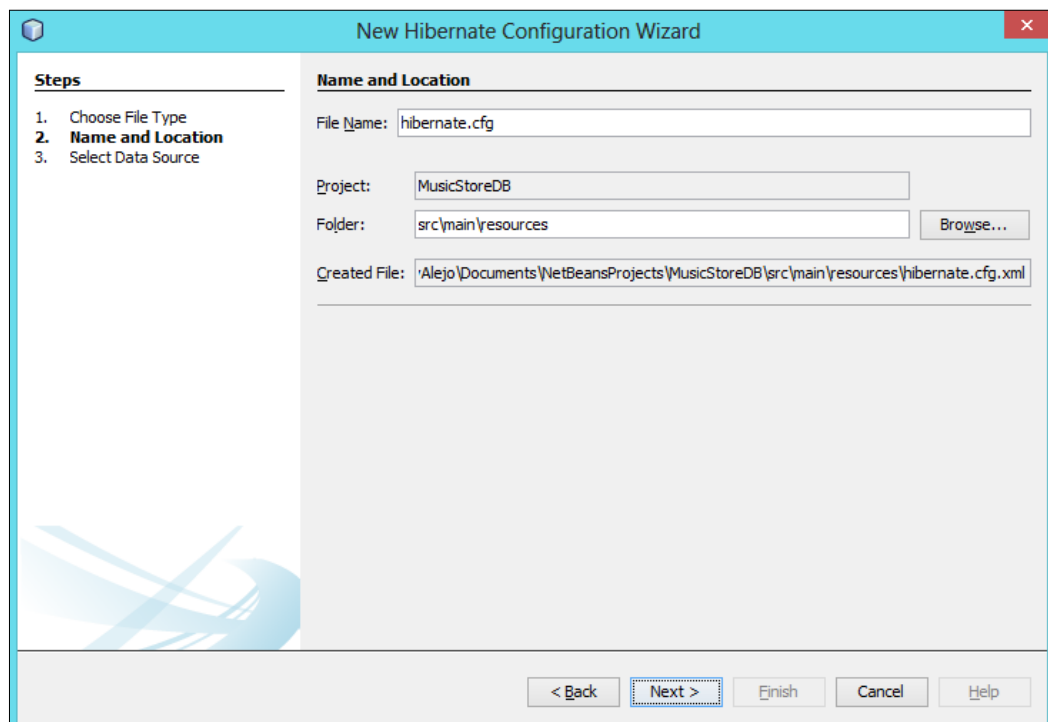 New Hibernate Configuration Wizard
Steps
1. Choose File Type
2. Name and Location
3. Select Data Source
Name and Location
File Name: hibernate.cfg
Project: MusicStoreDB
Folder: src\main\resources Browse...
Created File: Alejo\Documents\NetBeansProjects\MusicStoreDB\src\main\resources\hibernate.cfg.xml
< Back Next > Finish Cancel Help